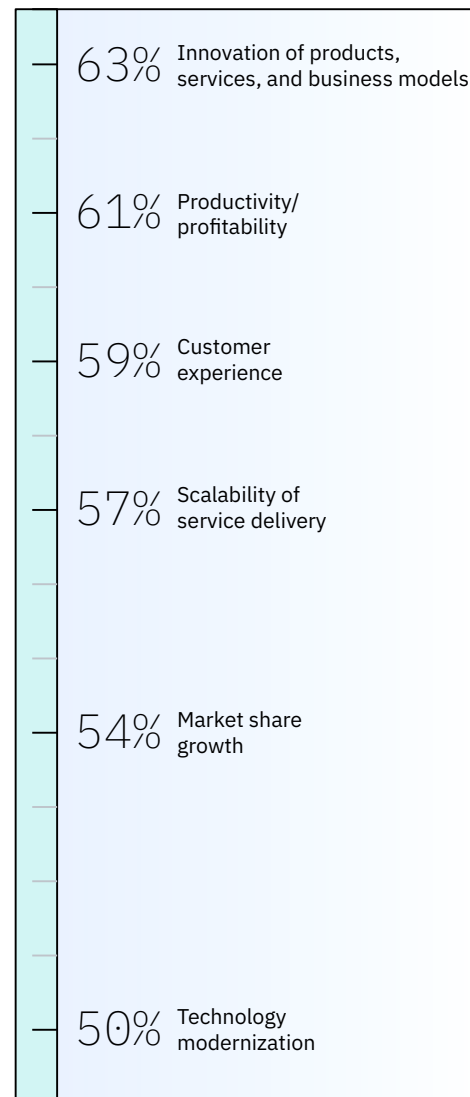 63% Innovation of products,
services, and business models
61% Productivity/
profitability
59% Customer
experience
57% Scalability of
service delivery
54% Market share
growth
50% Technology
modernization